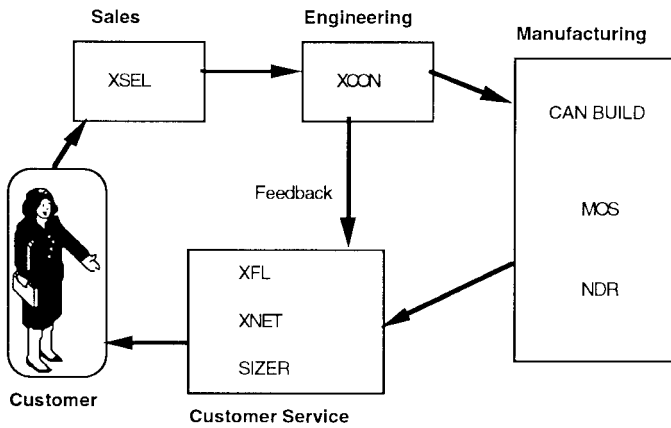 Sales
Engineering
Manufacturing
XSEL
XCON
CAN BUILD
Feedback
MOS
XFL
NDR
XNET
SIZER
Customer
Customer Service